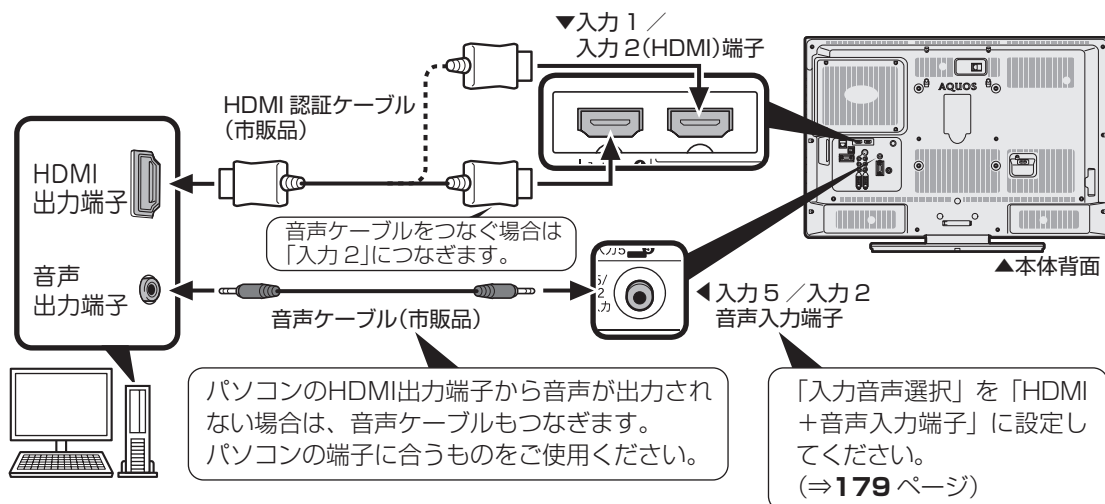 ▼入力 1 ／
入力 2(HDMI)端子
AQUOS
HDMI 認証ケーブル
(市販品)
HDMI
出力端子
音声ケーブルをつなぐ場合は
「入力 2」につなぎます。
▲本体背面
音声
出力端子
音声ケーブル(市販品)
入力5
5/
2
入力
◀入力 5 ／入力 2
音声入力端子
パソコンのHDMI出力端子から音声が出力され
ない場合は、音声ケーブルもつなぎます。
パソコンの端子に合うものをご使用ください。
「入力音声選択」を「HDMI
＋音声入力端子」に設定し
てください。
(⇒179 ページ)